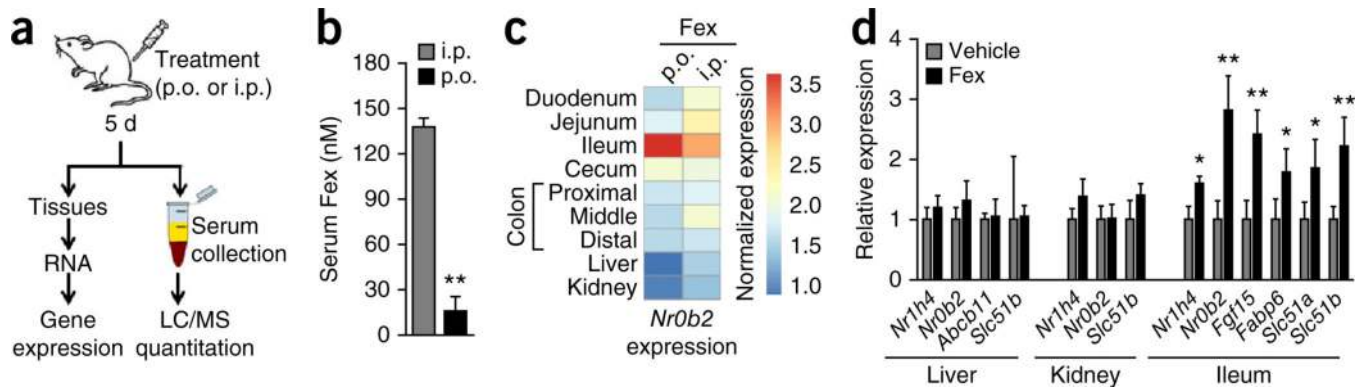 a
Treatment
(p.o. or i.p.)
5 d
Tissues
RNA
Gene
expression
Serum
collection
LC/MS
quantitation
b
i.p.
p.o.
Serum Fex (nM)
180
150
120
90
60
30
0
**
c
Fex
p.o.
i.p.
Duodenum
Jejunum
Ileum
Cecum
Colon
Proximal
Middle
Distal
Liver
Kidney
Nr0b2
expression
Normalized expression
3.5
3.0
2.5
2.0
1.5
1.0
d
Vehicle
Fex
Relative expression
4
2
1
0
* ** ** * * **
Nr1h4
Nr0b2
Abcb11
Slc51b
Liver
Nr1h4
Nr0b2
Slc51b
Kidney
Nr1h4
Nr0b2
Fgf15
Fabp6
Slc51a
Slc51b
Ileum